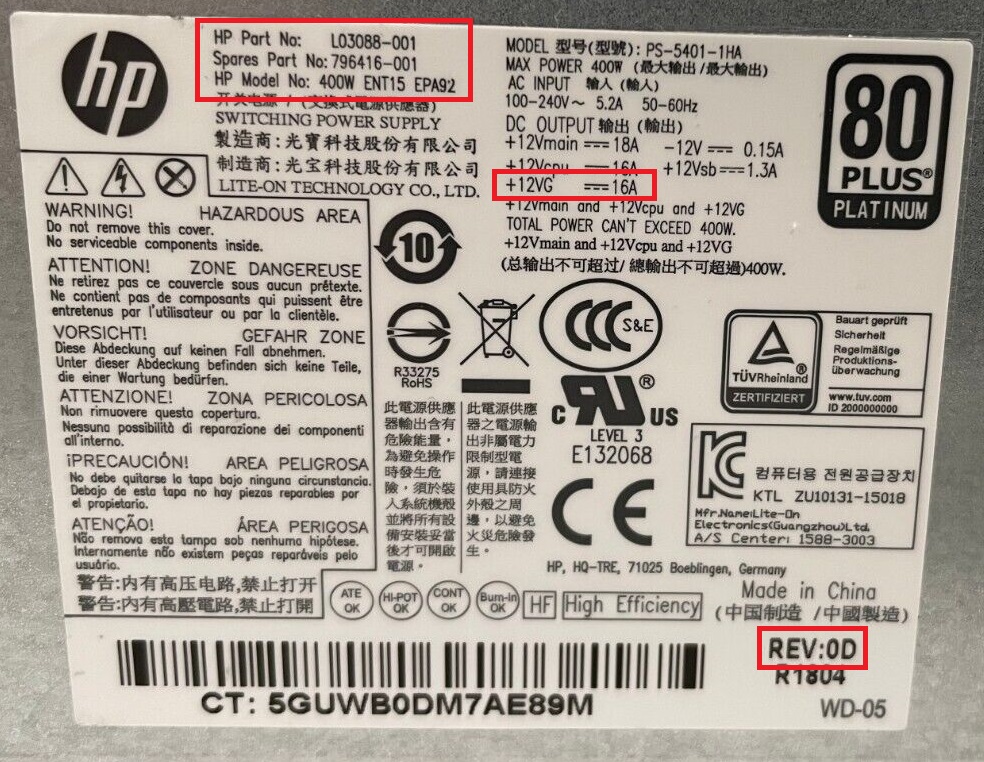 hp
HP Part No: L03088-001
Spares Part No:796416-001
HP Model No: 400W ENT15 EPA92
开关电源 / (交換式電源供應器)
SWITCHING POWER SUPPLY
製造商:光寶科技股份有限公司
制造商:光宝科技股份有限公司
LITE-ON TECHNOLOGY CO., LTD.
MODEL 型号(型號): PS-5401-1HA
MAX POWER 400W (最大输出 /最大輸出)
AC INPUT 输入 (輸入)
100-240V~ 5.2A 50-60Hz
DC OUTPUT 输出 (輸出)
+12Vmain 18A -12V 0.15A
+12Vcpu 16A +12Vsb 1.3A
+12VG 16A
+12Vmain and +12Vcpu and +12VG
TOTAL POWER CAN'T EXCEED 400W.
+12Vmain and +12Vcpu and +12VG
(总输出不可超过/ 總輸出不可超過)400W.
80
PLUS®
PLATINUM
WARNING! HAZARDOUS AREA
Do not remove this cover.
No serviceable components inside.
ATTENTION! ZONE DANGEREUSE
Ne retirez pas ce couvercle sous aucun prétexte.
Ne contient pas de composants qui puissent être
entretenus par l'utilisateur ou par la clientèle.
VORSICHT! GEFAHR ZONE
Diese Abdeckung auf keinen Fall abnehmen.
Unter dieser Abdeckung befinden sich keine Teile,
die einer Wartung bedürfen.
ATTENZIONE! ZONA PERICOLOSA
Non rimuovere questa copertura.
Nessuna possibilità di reparazione dei componenti
all'interno.
¡PRECAUCIÓN! AREA PELIGROSA
No debe quitarse la tapa bajo ninguna circunstancia.
Debajo de esta tapa no hay piezas reparables por
el propietario.
ATENÇÃO! ÁREA PERIGOSA
Não remova esta tampa sob nenhuma hipótese.
Internamente não existem peças reparáveis pelo
usuário.
警告:内有高压电路,禁止打开
警告:內有高壓電路,禁止打開
10
R33275
RoHS
此電源供應
器輸出含有
危險能量，
為避免操作
時發生危
險，須於裝
入系統機殼
並將所有設
備安裝妥當
後才可開啟
電源。
此電源供應
器之電源輸
出非屬電力
限制型電
源，請連接
使用具防火
外殼之周
邊，以避免
火災危險發
生。
CCC S&E
c RU US ®
LEVEL 3
E132068
CE
TÜVRheinland®
ZERTIFIZIERT
Bauart geprüft
Sicherheit
Regelmäßige
Produktions-
überwachung
www.tuv.com
ID 2000000000
KC
컴퓨터용 전원공급장치
KTL ZU10131-15018
Mfr.Name:Lite-On
Electronics(Guangzhou)Ltd.
A/S Center: 1588-3003
HP, HQ-TRE, 71025 Boeblingen, Germany
ATE OK
HI-POT OK
CONT OK
Burn-In OK
HF
High Efficiency
Made in China
(中国制造 /中國製造)
REV:0D
R1804
CT: 5GUWB0DM7AE89M
WD-05